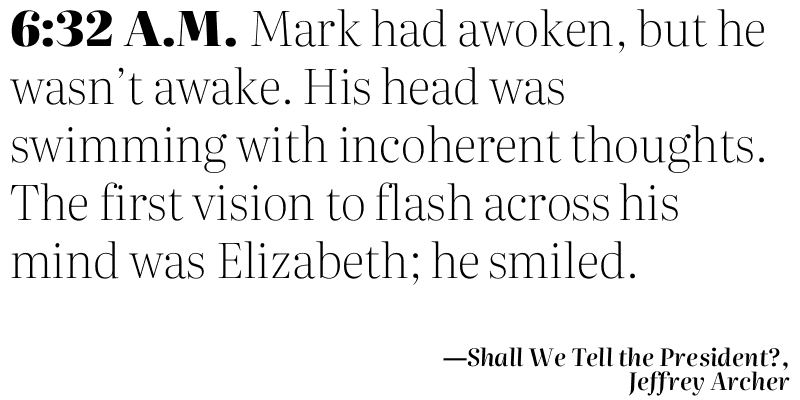 6:32 A.M. Mark had awoken, but he
wasn’t awake. His head was
swimming with incoherent thoughts.
The first vision to flash across his
mind was Elizabeth; he smiled.
—Shall We Tell the President?,
Jeffrey Archer